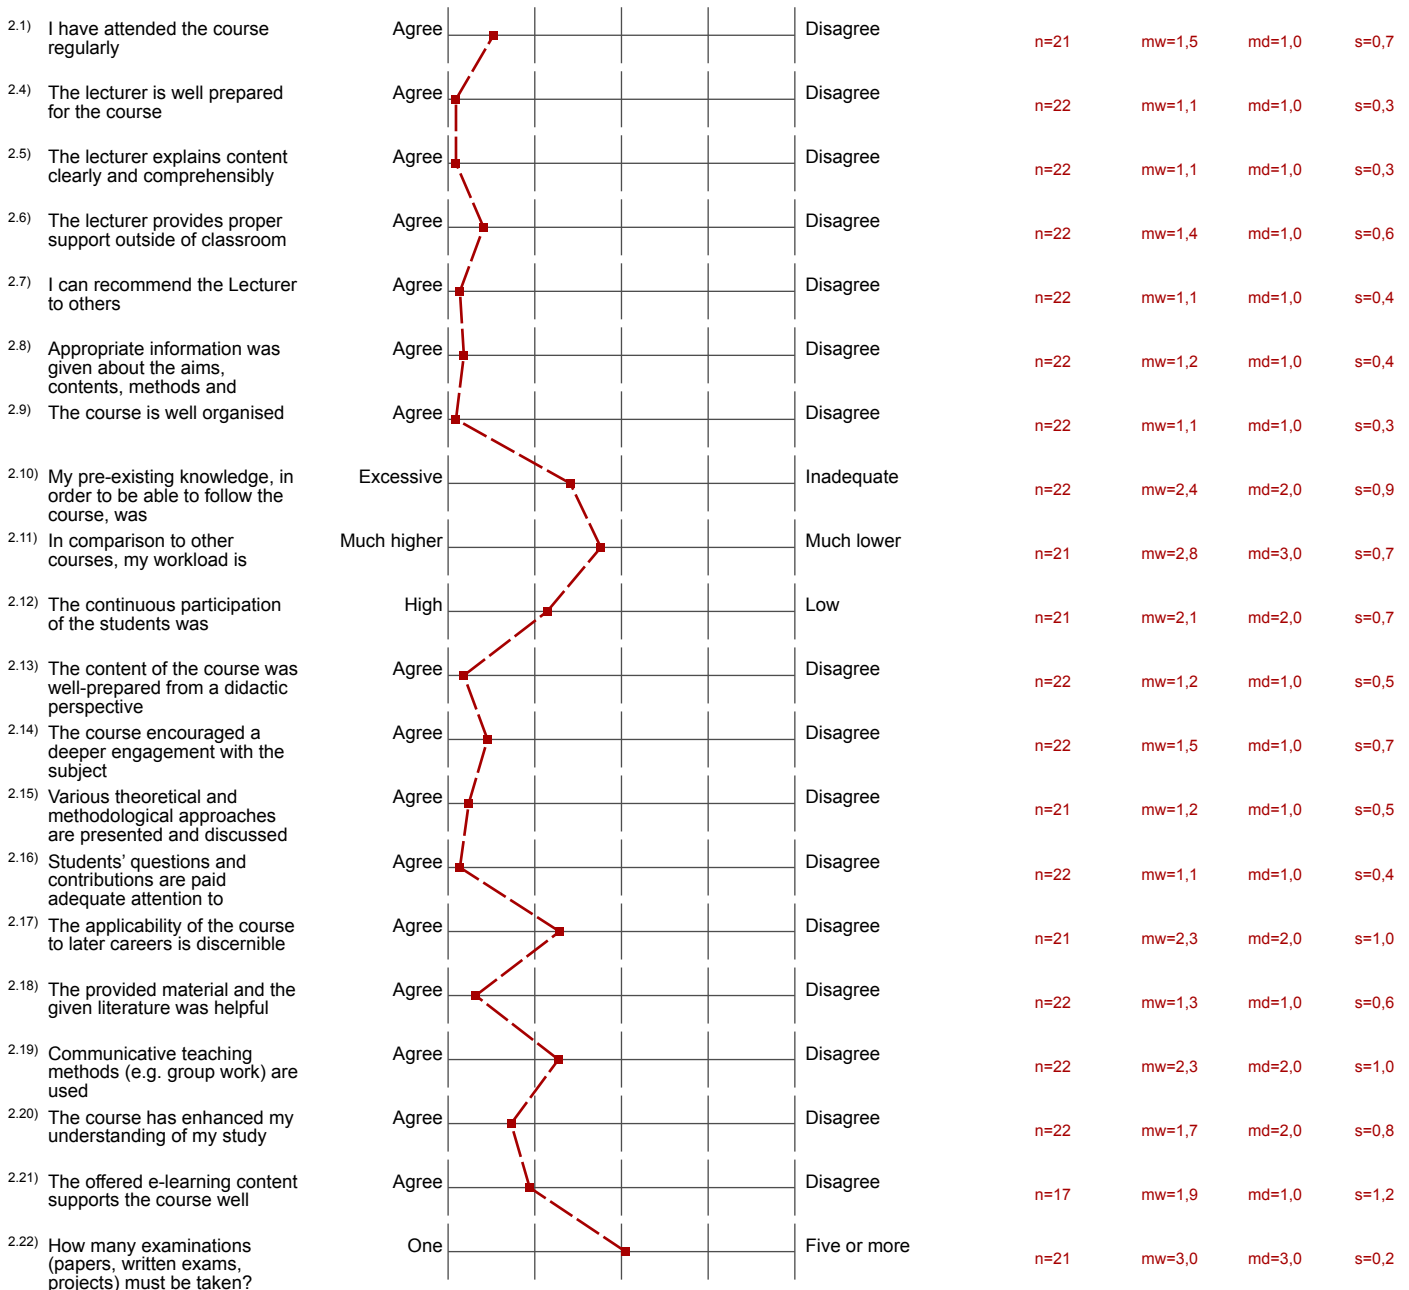 2.1) I have attended the course regularly Agree Disagree n=21 mw=1,5 md=1,0 s=0,7
2.4) The lecturer is well prepared for the course Agree Disagree n=22 mw=1,1 md=1,0 s=0,3
2.5) The lecturer explains content clearly and comprehensibly Agree Disagree n=22 mw=1,1 md=1,0 s=0,3
2.6) The lecturer provides proper support outside of classroom Agree Disagree n=22 mw=1,4 md=1,0 s=0,6
2.7) I can recommend the Lecturer to others Agree Disagree n=22 mw=1,1 md=1,0 s=0,4
2.8) Appropriate information was given about the aims, contents, methods and Agree Disagree n=22 mw=1,2 md=1,0 s=0,4
2.9) The course is well organised Agree Disagree n=22 mw=1,1 md=1,0 s=0,3
2.10) My pre-existing knowledge, in order to be able to follow the course, was Excessive Inadequate n=22 mw=2,4 md=2,0 s=0,9
2.11) In comparison to other courses, my workload is Much higher Much lower n=21 mw=2,8 md=3,0 s=0,7
2.12) The continuous participation of the students was High Low n=21 mw=2,1 md=2,0 s=0,7
2.13) The content of the course was well-prepared from a didactic perspective Agree Disagree n=22 mw=1,2 md=1,0 s=0,5
2.14) The course encouraged a deeper engagement with the subject Agree Disagree n=22 mw=1,5 md=1,0 s=0,7
2.15) Various theoretical and methodological approaches are presented and discussed Agree Disagree n=21 mw=1,2 md=1,0 s=0,5
2.16) Students’ questions and contributions are paid adequate attention to Agree Disagree n=22 mw=1,1 md=1,0 s=0,4
2.17) The applicability of the course to later careers is discernible Agree Disagree n=21 mw=2,3 md=2,0 s=1,0
2.18) The provided material and the given literature was helpful Agree Disagree n=22 mw=1,3 md=1,0 s=0,6
2.19) Communicative teaching methods (e.g. group work) are used Agree Disagree n=22 mw=2,3 md=2,0 s=1,0
2.20) The course has enhanced my understanding of my study Agree Disagree n=22 mw=1,7 md=2,0 s=0,8
2.21) The offered e-learning content supports the course well Agree Disagree n=17 mw=1,9 md=1,0 s=1,2
2.22) How many examinations (papers, written exams, projects) must be taken? One Five or more n=21 mw=3,0 md=3,0 s=0,2